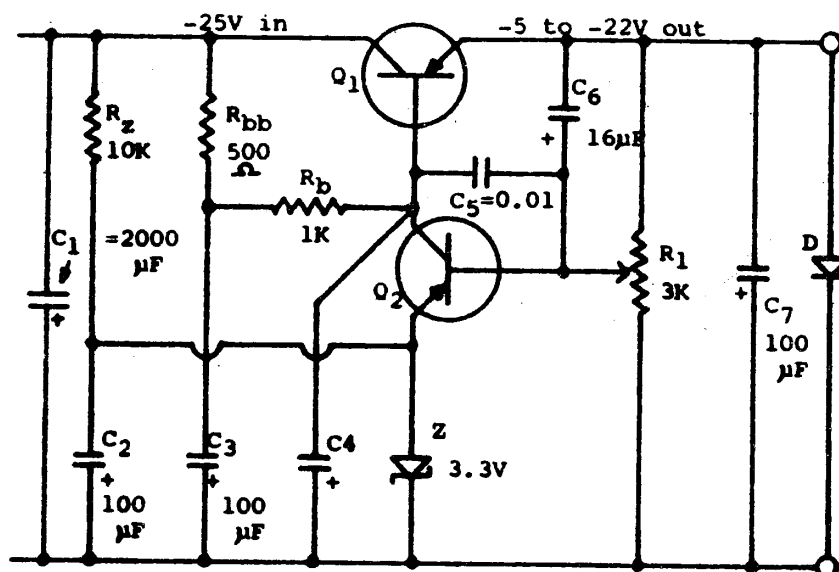 -25V in
-5 to -22V out
Q1
C6
+
16μF
Rz
10K
Rbb
500
Ω
Rb
1K
C5=0.01
C1
=2000
μF
+
Q2
R1
3K
D
+
C7
100
μF
C2
+
100
μF
C3
+
100
μF
C4
+
Z
3.3V